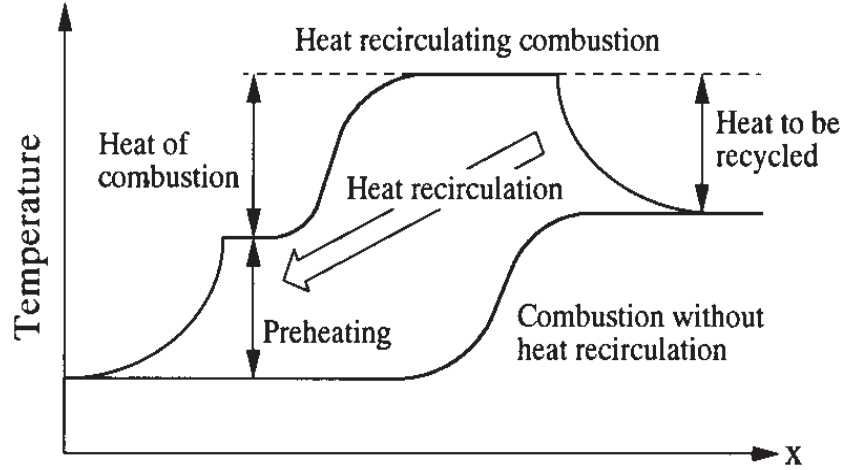 Heat recirculating combustion
Heat of
combustion
Heat to be
recycled
Heat recirculation
Temperature
Preheating
Combustion without
heat recirculation
x